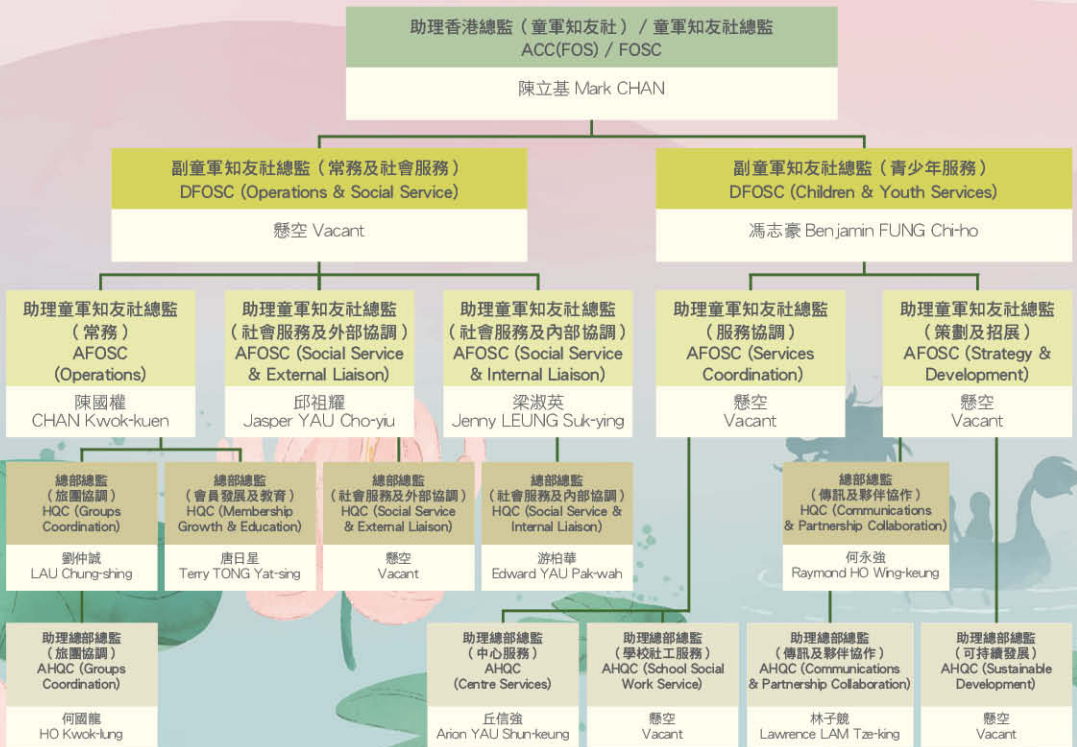 助理香港總監（童軍知友社）/ 童軍知友社總監
ACC(FOS) / FOSC
陳立基 Mark CHAN
副童軍知友社總監（常務及社會服務）
DFOSC (Operations & Social Service)
懸空 Vacant
副童軍知友社總監（青少年服務）
DFOSC (Children & Youth Services)
馮志豪 Benjamin FUNG Chi-ho
助理童軍知友社總監
（常務）
AFOSC
(Operations)
陳國權
CHAN Kwok-kuen
助理童軍知友社總監
（社會服務及外部協調）
AFOSC (Social Service
& External Liaison)
邱祖耀
Jasper YAU Cho-yiu
助理童軍知友社總監
（社會服務及內部協調）
AFOSC (Social Service
& Internal Liaison)
梁淑英
Jenny LEUNG Suk-ying
助理童軍知友社總監
（服務協調）
AFOSC (Services
Coordination)
懸空
Vacant
助理童軍知友社總監
（策劃及拓展）
AFOSC (Strategy &
Development)
懸空
Vacant
總部總監
（旅團協調）
HQC (Groups
Coordination)
劉仲誠
LAU Chung-shing
總部總監
（會員發展及教育）
HQC (Membership
Growth & Education)
唐日星
Terry TONG Yat-sing
總部總監
（社會服務及外部協調）
HQC (Social Service
& External Liaison)
懸空
Vacant
總部總監
（社會服務及內部協調）
HQC (Social Service &
Internal Liaison)
游柏華
Edward YAU Pak-wah
總部總監
（傳訊及夥伴協作）
HQC (Communications
& Partnership Collaboration)
何永強
Raymond HO Wing-keung
助理總部總監
（旅團協調）
AHQC (Groups
Coordination)
何國龍
HO Kwok-lung
助理總部總監
（中心服務）
AHQC
(Centre Services)
丘信強
Arion YAU Shun-keung
助理總部總監
（學校社工服務）
AHQC (School Social
Work Service)
懸空
Vacant
助理總部總監
（傳訊及夥伴協作）
AHQC (Communications
& Partnership Collaboration)
林子競
Lawrence LAM Tze-king
助理總部總監
（可持續發展）
AHQC (Sustainable
Development)
懸空
Vacant